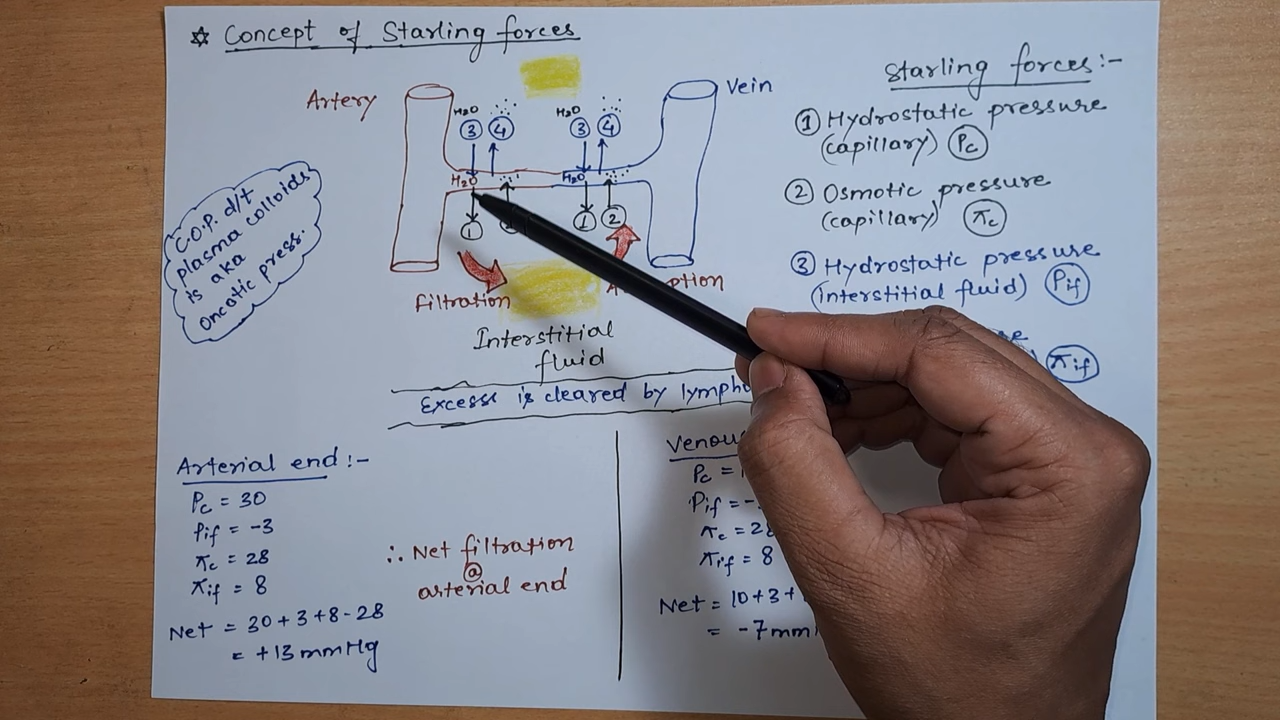 ☆ Concept of Starling forces
Artery
Vein
H₂O
③
④
H₂O
③
④
H₂O
H₂O
①
①
②
Filtration
Interstitial
fluid
C.O.P. d/t
plasma colloids
is aka
Oncotic press.
Excess is cleared by
Starling forces:-
① Hydrostatic pressure
(capillary) Pc
② Osmotic pressure
(capillary) πc
③ Hydrostatic pressure
(interstitial fluid) Pif
πif
Arterial end :-
Pc = 30
Pif = -3
πc = 28
πif = 8
Net = 30 + 3 + 8 - 28
= +13 mmHg
∴ Net filtration
@
arterial end
Pc =
Pif =
πc = 28
πif = 8
Net = 10 + 3 +
= -7